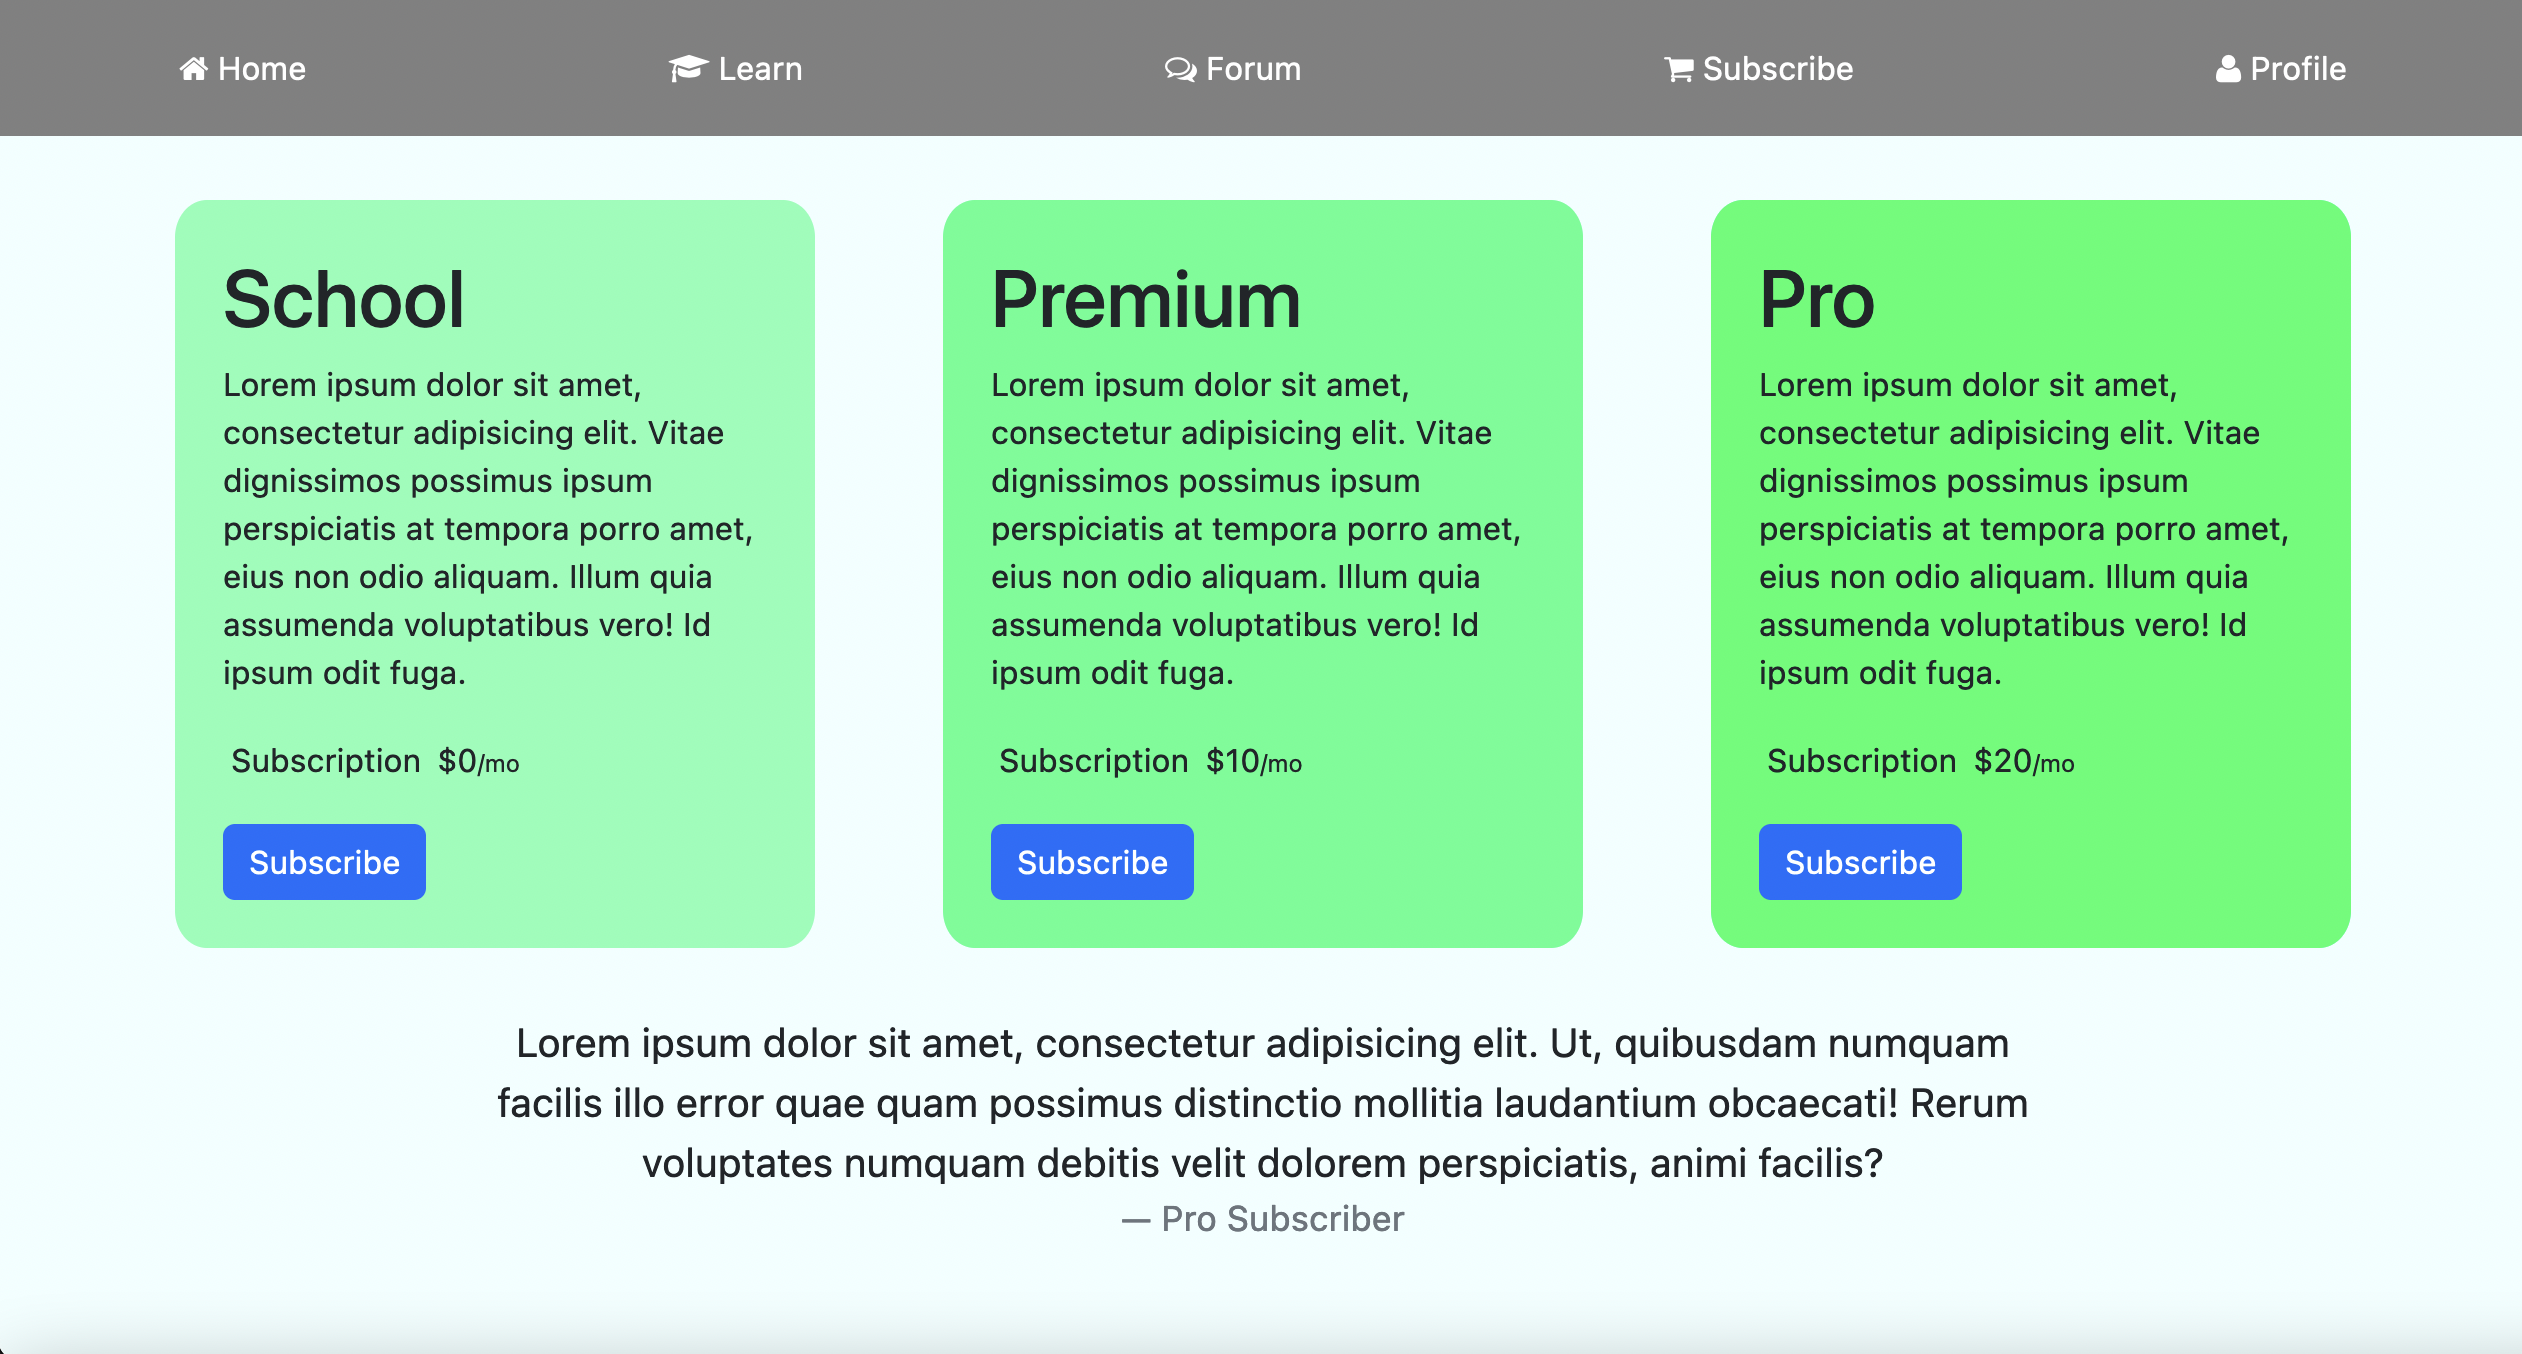 Home Learn Forum Subscribe Profile
School
Lorem ipsum dolor sit amet,
consectetur adipisicing elit. Vitae
dignissimos possimus ipsum
perspiciatis at tempora porro amet,
eius non odio aliquam. Illum quia
assumenda voluptatibus vero! Id
ipsum odit fuga.
Subscription $0/mo
Subscribe
Premium
Lorem ipsum dolor sit amet,
consectetur adipisicing elit. Vitae
dignissimos possimus ipsum
perspiciatis at tempora porro amet,
eius non odio aliquam. Illum quia
assumenda voluptatibus vero! Id
ipsum odit fuga.
Subscription $10/mo
Subscribe
Pro
Lorem ipsum dolor sit amet,
consectetur adipisicing elit. Vitae
dignissimos possimus ipsum
perspiciatis at tempora porro amet,
eius non odio aliquam. Illum quia
assumenda voluptatibus vero! Id
ipsum odit fuga.
Subscription $20/mo
Subscribe
Lorem ipsum dolor sit amet, consectetur adipisicing elit. Ut, quibusdam numquam
facilis illo error quae quam possimus distinctio mollitia laudantium obcaecati! Rerum
voluptates numquam debitis velit dolorem perspiciatis, animi facilis?
— Pro Subscriber